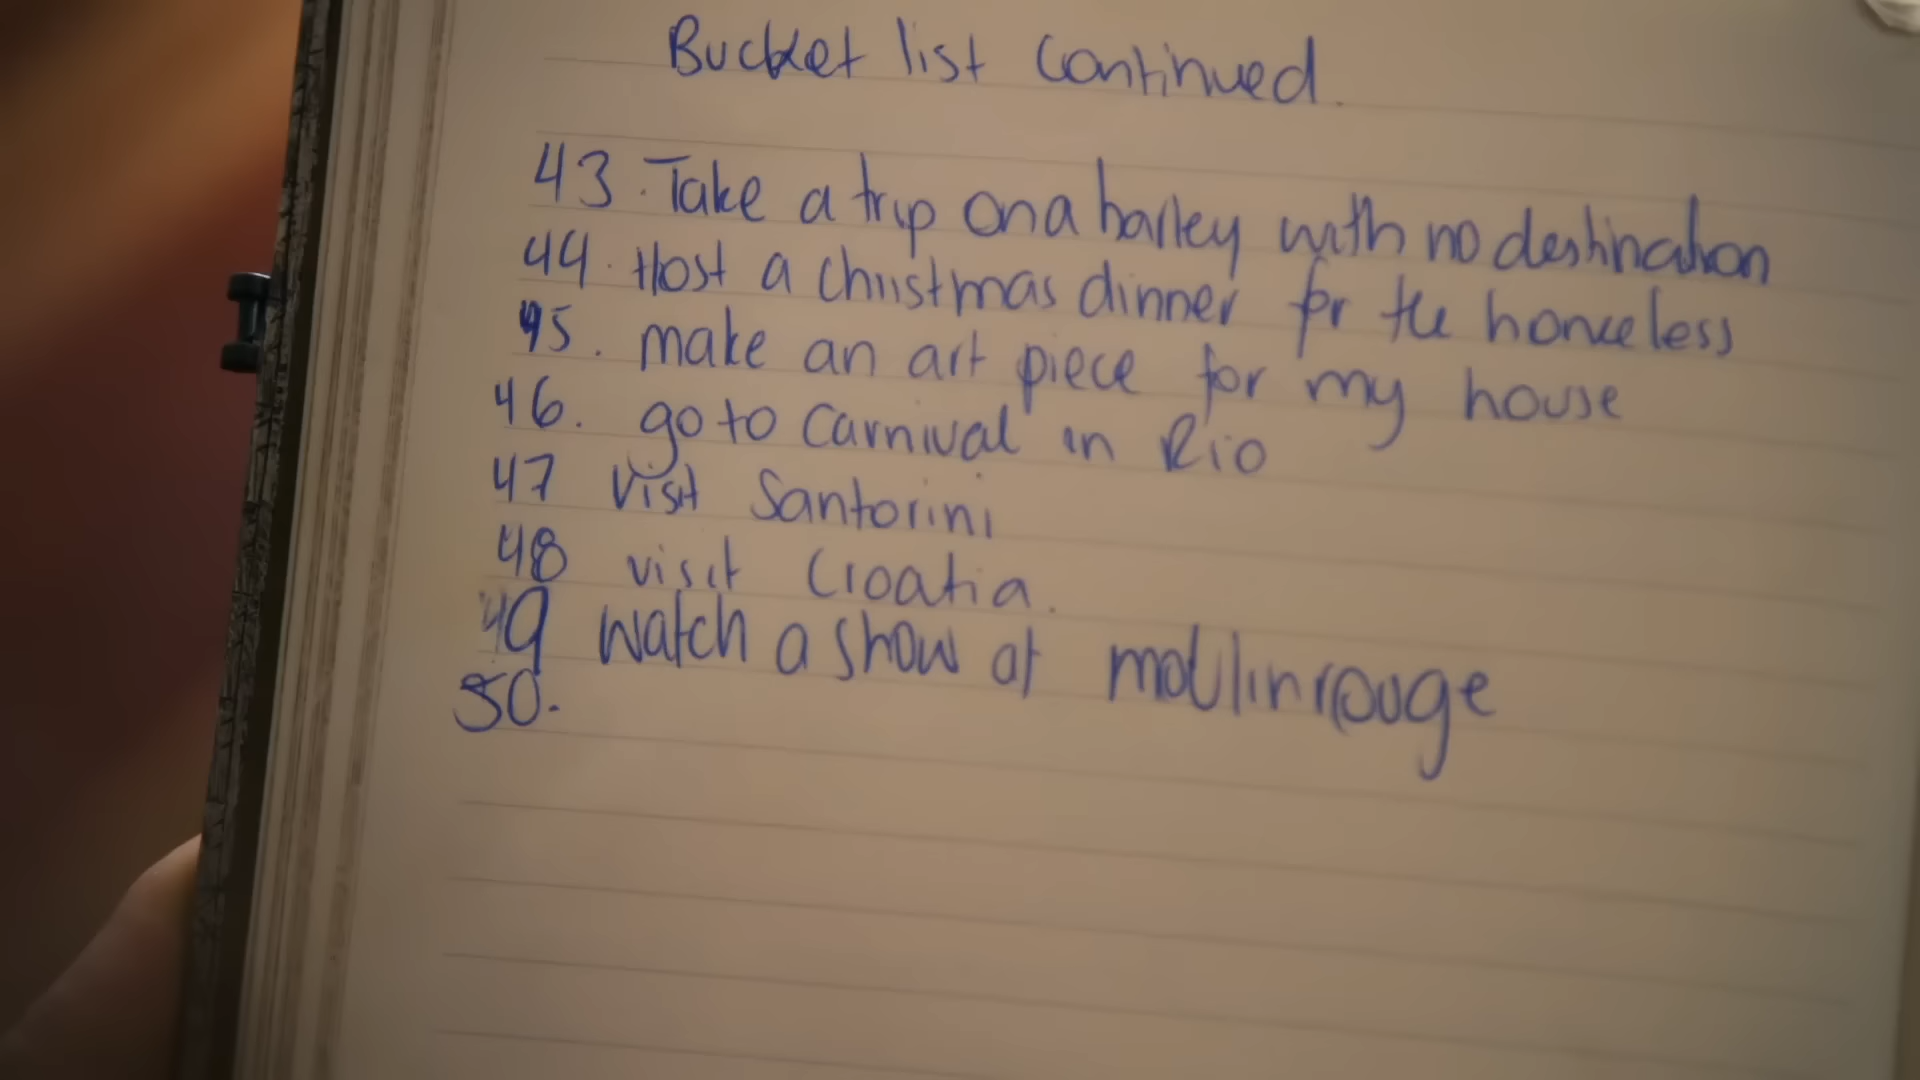 Bucket list Continued.
43. Take a trip on a harley with no destination
44. Host a christmas dinner for the homeless
45. make an art piece for my house
46. go to Carnival in Rio
47 Visit Santorini
48 visit Croatia.
49 watch a show at moulinrouge
50.